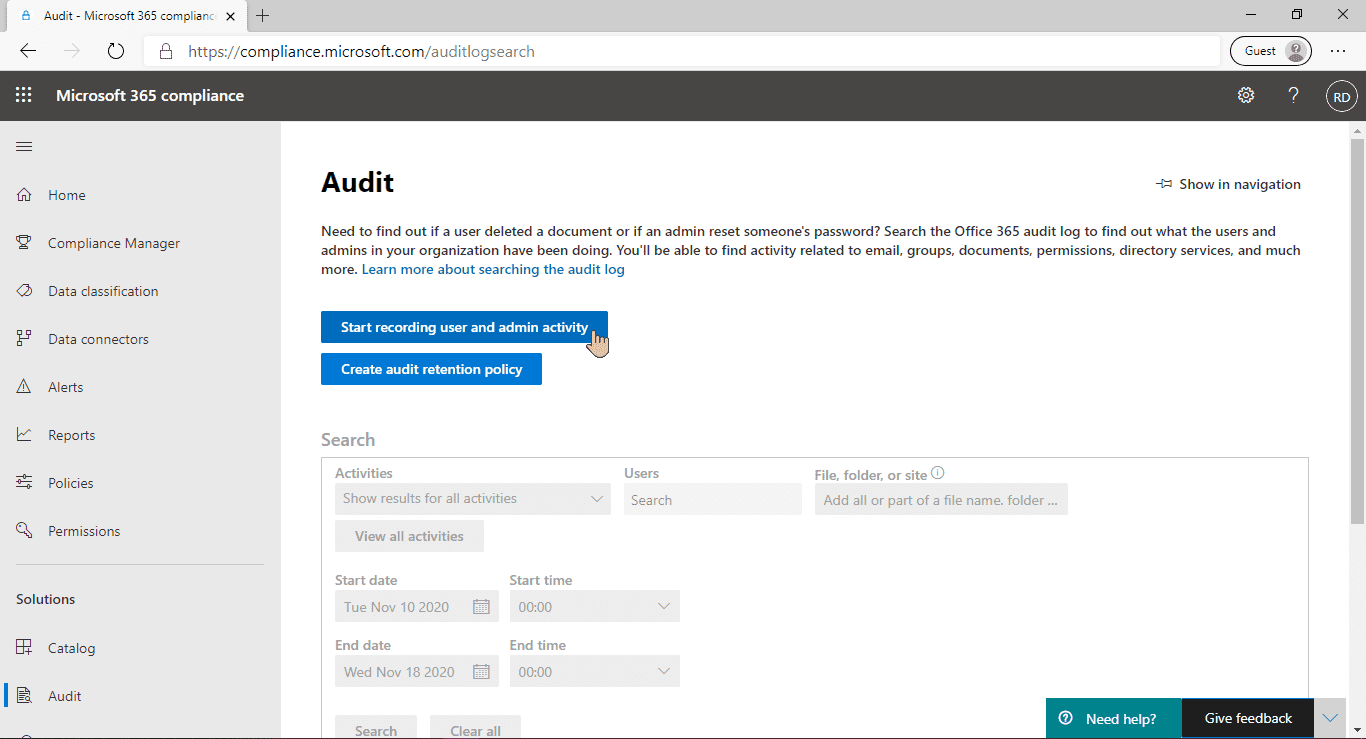 Audit - Microsoft 365 complianc
https://compliance.microsoft.com/auditlogsearch
Guest
Microsoft 365 compliance
?
RD
Home
Compliance Manager
Data classification
Data connectors
Alerts
Reports
Policies
Permissions
Solutions
Catalog
Audit
Audit
Show in navigation
Need to find out if a user deleted a document or if an admin reset someone's password? Search the Office 365 audit log to find out what the users and
admins in your organization have been doing. You'll be able to find activity related to email, groups, documents, permissions, directory services, and much
more. Learn more about searching the audit log
Start recording user and admin activity
Create audit retention policy
Search
Activities
Users
File, folder, or site
Show results for all activities
Search
Add all or part of a file name. folder ...
View all activities
Start date
Start time
Tue Nov 10 2020
00:00
End date
End time
Wed Nov 18 2020
00:00
Search
Clear all
Need help?
Give feedback